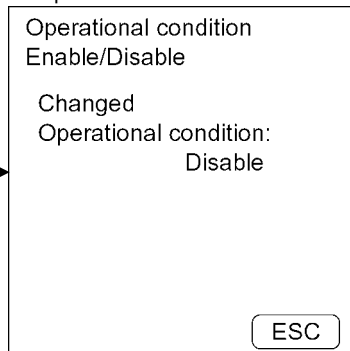 Operational condition
Enable/Disable
Changed
Operational condition:
Disable
ESC